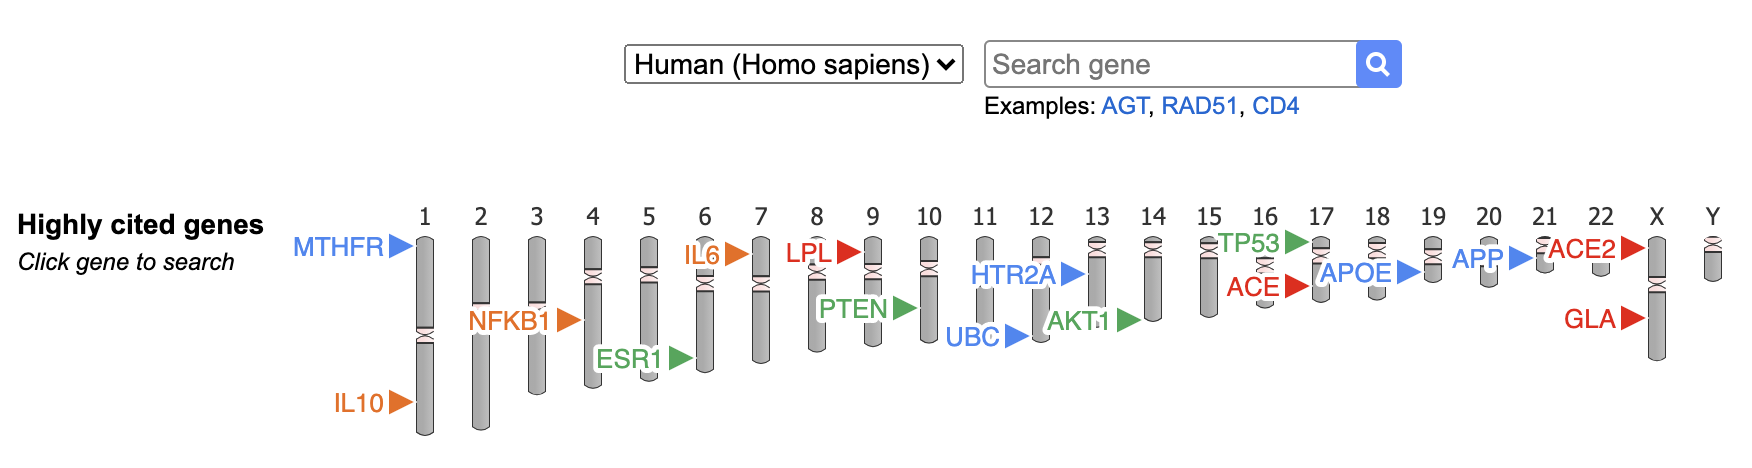 Human (Homo sapiens)
Search gene
Examples: AGT, RAD51, CD4
Highly cited genes
Click gene to search
1 2 3 4 5 6 7 8 9 10 11 12 13 14 15 16 17 18 19 20 21 22 X Y
MTHFR
IL6
LPL
TP53
ACE2
HTR2A
APOE
APP
ACE
NFKB1
PTEN
AKT1
GLA
UBC
ESR1
IL10